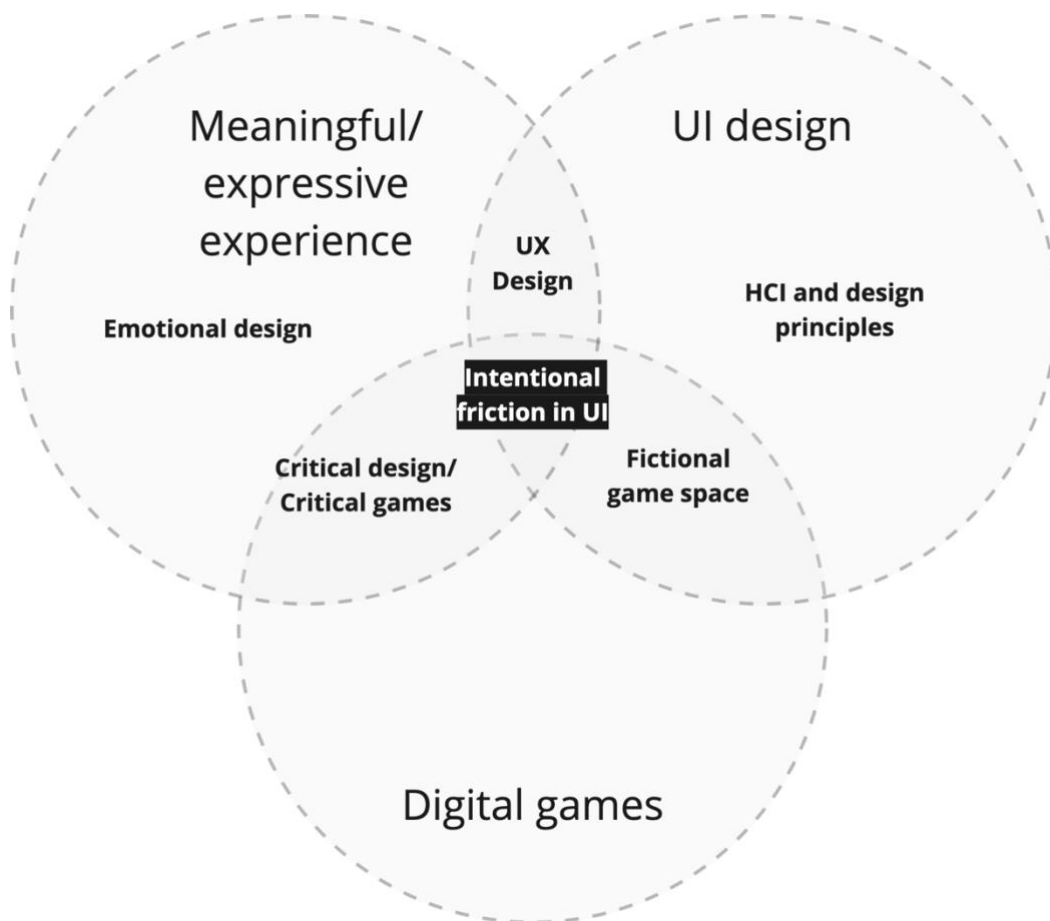 Meaningful/
expressive
experience
UI design
UX
Design
HCI and design
principles
Emotional design
Intentional
friction in UI
Critical design/
Critical games
Fictional
game space
Digital games